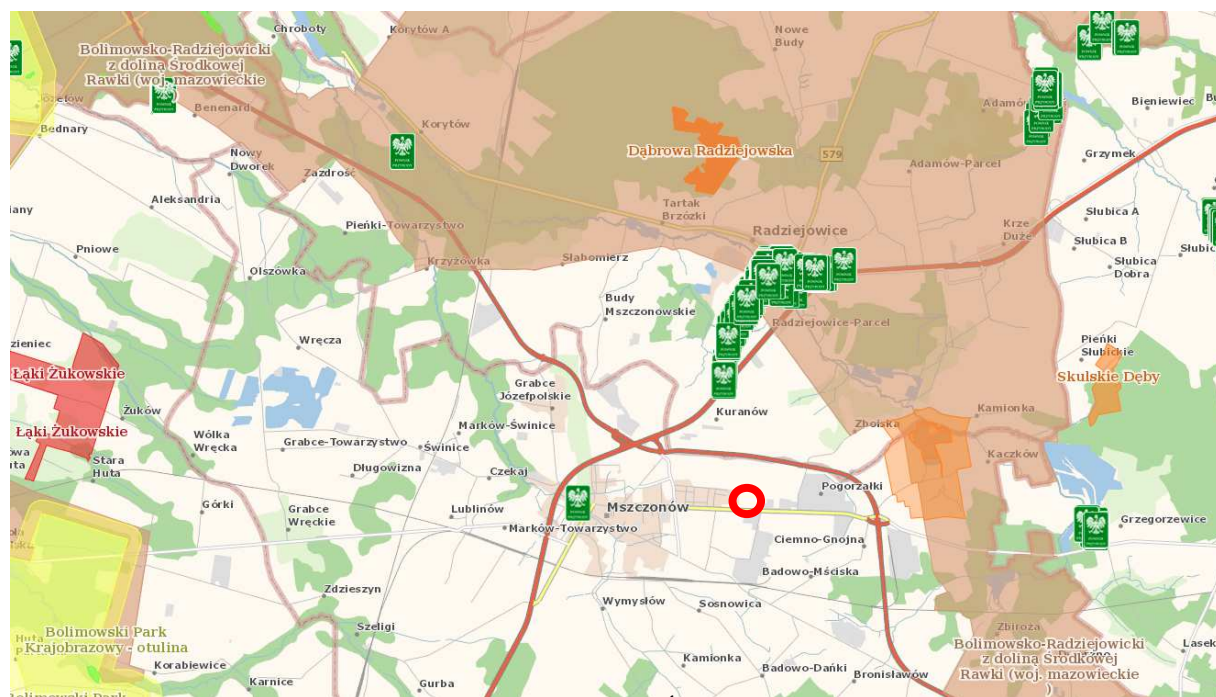 Chroboty
Korytów A
Nowe
Budy
Bolimowsko-Radziejowicki
z doliną Środkowej
Rawki (woj. mazowieckie
Józefów
Benenard
Adamów
Bieniewiec
Bednary
Korytów
Nowy
Dworek
Zazdrość
Dąbrowa Radziejowska
579
Adamów-Parcel
Grzymek
Aleksandria
Tartak
Brzózki
Pieńki-Towarzystwo
Radziejowice
Krze
Duże
Słubica A
Słubica B
Pniowe
Olszówka
Krzyżówka
Słabomierz
Słubica
Dobra
Budy
Mszczonowskie
Radziejowice-Parcel
Wręcza
Pieńki
Słubickie
Łąki Żukowskie
Skulskie Dęby
Grabce
Józefpolskie
Żuków
Kuranów
Kamionka
Łąki Żukowskie
Wólka
Wręcka
Marków-Świnice
Zboiska
Grabce-Towarzystwo
Świnice
Kaczków
Stara
Huta
Długowizna
Czekaj
Pogorzałki
Górki
Grabce
Wręckie
Lublinów
Mszczonów
Grzegorzewice
Marków-Towarzystwo
Ciemno-Gnojna
Badowo-Mściska
Zdzieszyn
Wymysłów
Sosnowica
Szeligi
Zbiroża
Bolimowski Park
Krajobrazowy - otulina
Bolimowsko-Radziejowicki
z doliną Środkowej
Rawki (woj. mazowieckie
Korabiewice
Kamionka
Badowo-Dańki
Bronisławów
Karnice
Gurba
Bolimowski Park